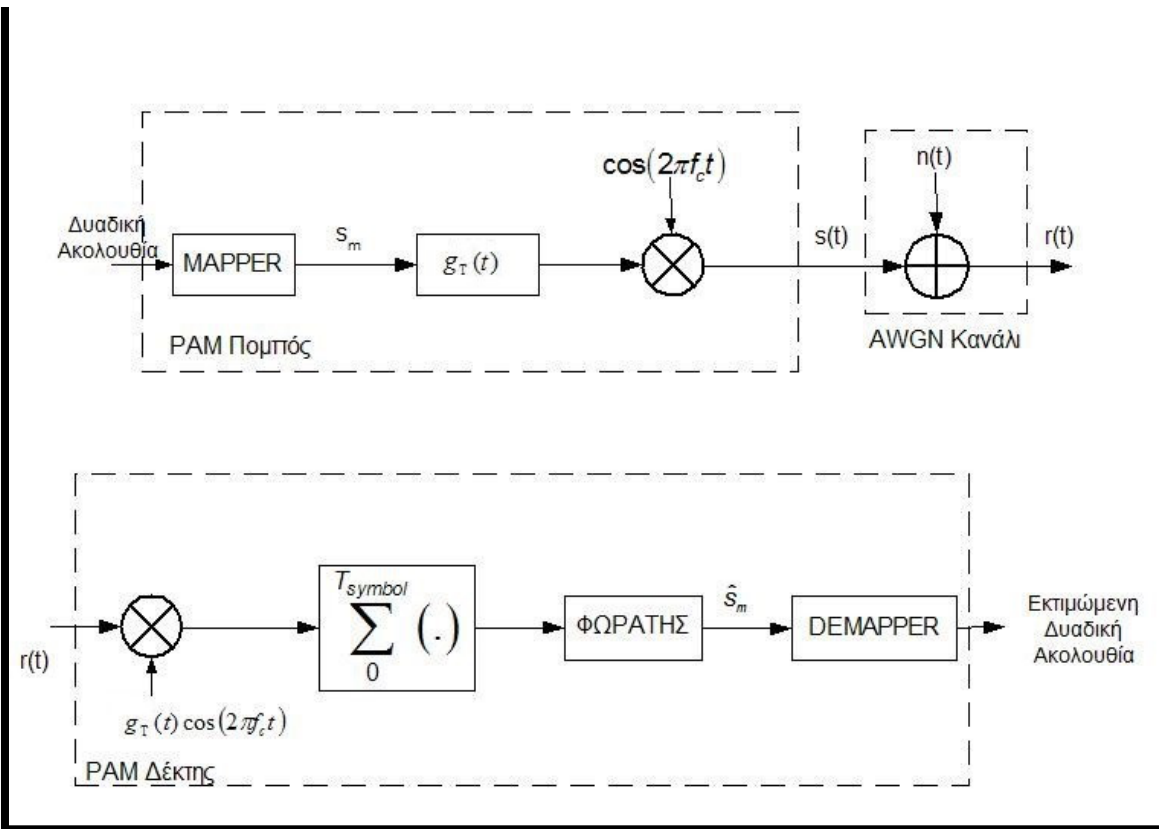 cos(2πf_c t)
n(t)
Δυαδική
Ακολουθία
MAPPER
s_m
g_T(t)
s(t)
r(t)
PAM Πομπός
AWGN Κανάλι
r(t)
g_T(t) cos(2πf_c t)
T_symbol
∑ (.)
0
ΦΩΡΑΤΗΣ
ŝ_m
DEMAPPER
Εκτιμώμενη
Δυαδική
Ακολουθία
PAM Δέκτης